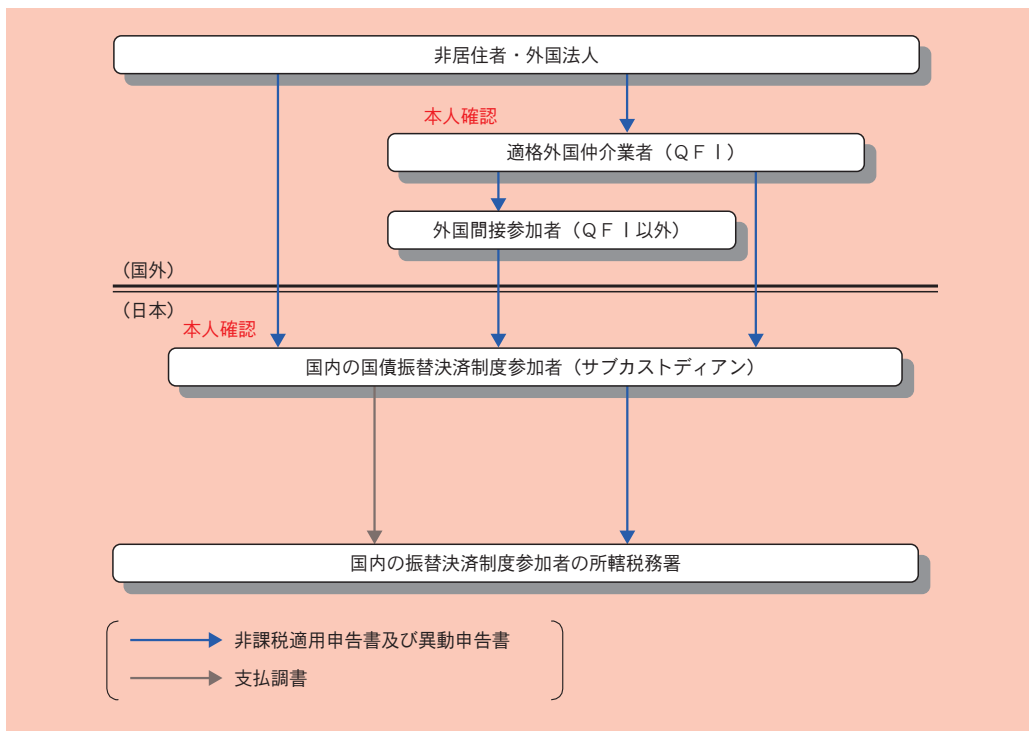 非居住者・外国法人
本人確認
適格外国仲介業者（ＱＦＩ）
外国間接参加者（ＱＦＩ以外）
（国外）
（日本）
本人確認
国内の国債振替決済制度参加者（サブカストディアン）
国内の振替決済制度参加者の所轄税務署
非課税適用申告書及び異動申告書
支払調書